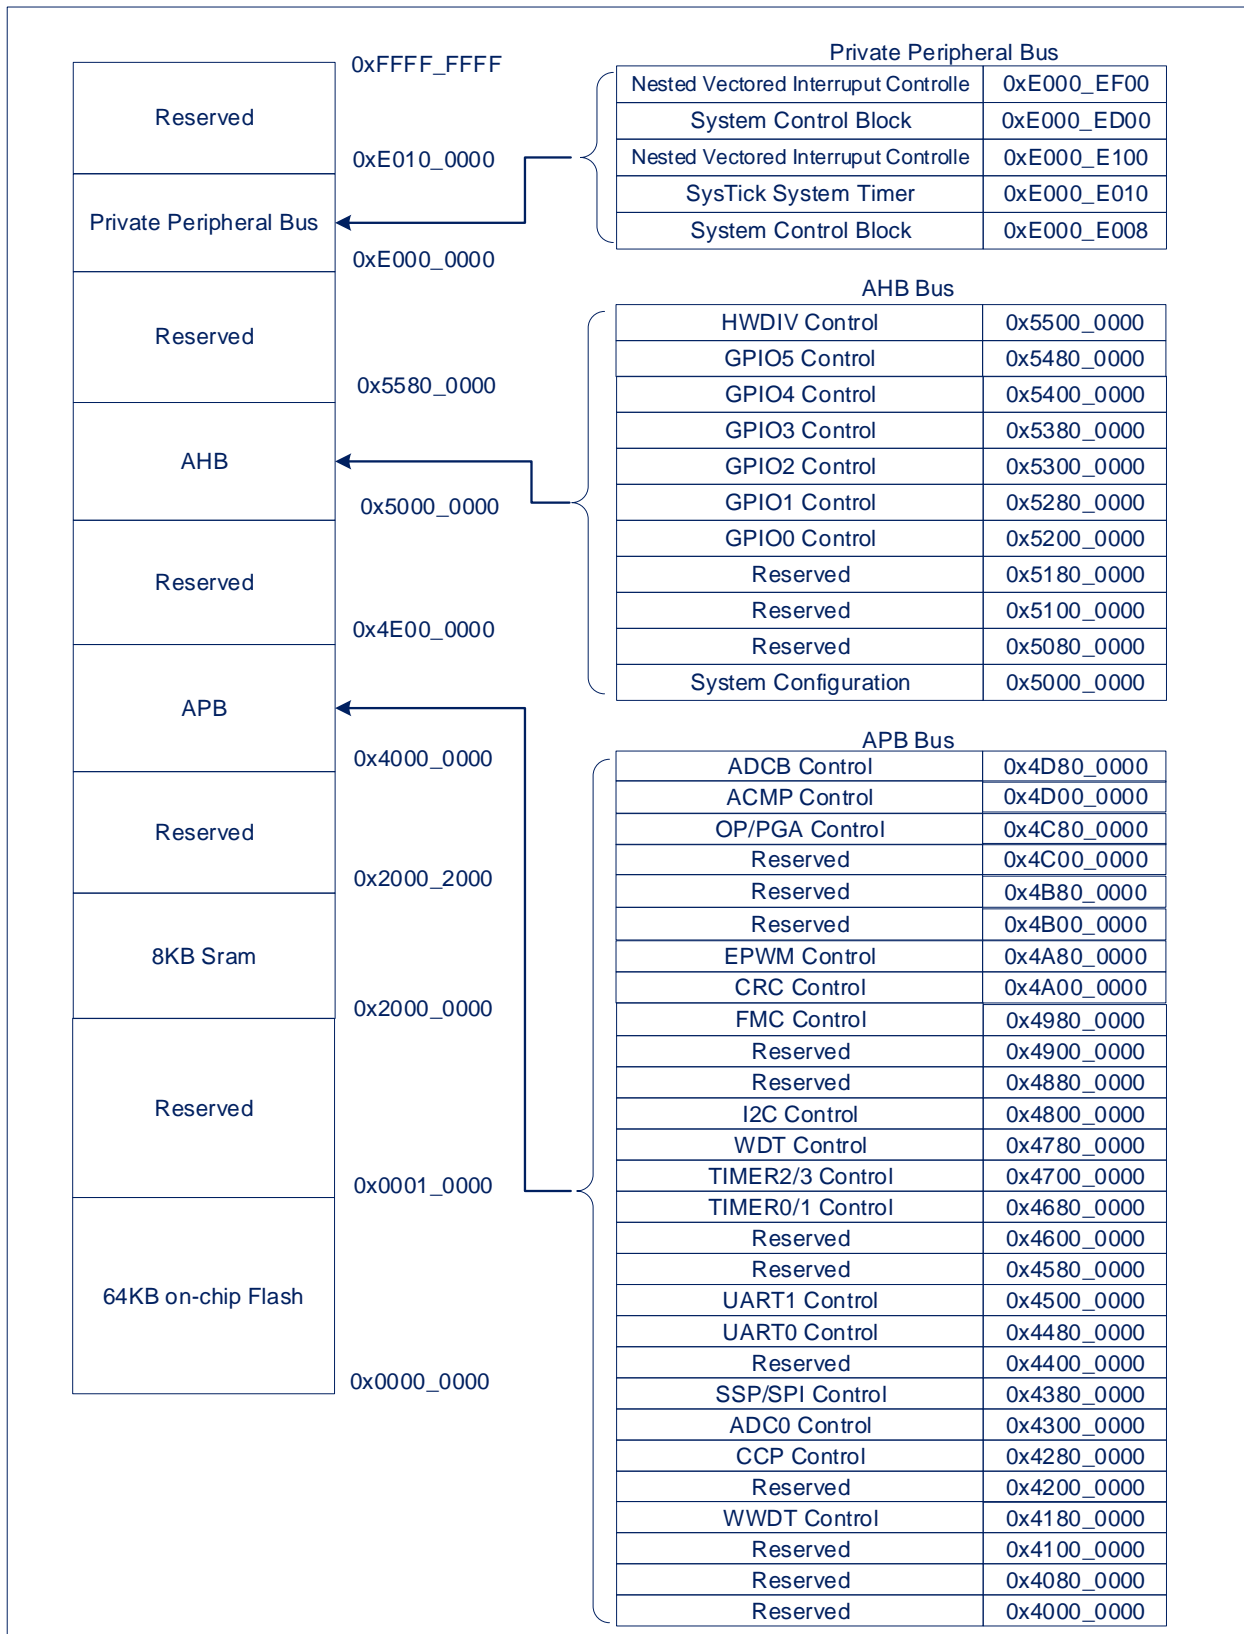 0xFFFF_FFFF
Reserved
0xE010_0000
Private Peripheral Bus
0xE000_0000
Reserved
0x5580_0000
AHB
0x5000_0000
Reserved
0x4E00_0000
APB
0x4000_0000
Reserved
0x2000_2000
8KB Sram
0x2000_0000
Reserved
0x0001_0000
64KB on-chip Flash
0x0000_0000
Private Peripheral Bus
Nested Vectored Interruput Controlle 0xE000_EF00
System Control Block 0xE000_ED00
Nested Vectored Interruput Controlle 0xE000_E100
SysTick System Timer 0xE000_E010
System Control Block 0xE000_E008
AHB Bus
HWDIV Control 0x5500_0000
GPIO5 Control 0x5480_0000
GPIO4 Control 0x5400_0000
GPIO3 Control 0x5380_0000
GPIO2 Control 0x5300_0000
GPIO1 Control 0x5280_0000
GPIO0 Control 0x5200_0000
Reserved 0x5180_0000
Reserved 0x5100_0000
Reserved 0x5080_0000
System Configuration 0x5000_0000
APB Bus
ADCB Control 0x4D80_0000
ACMP Control 0x4D00_0000
OP/PGA Control 0x4C80_0000
Reserved 0x4C00_0000
Reserved 0x4B80_0000
Reserved 0x4B00_0000
EPWM Control 0x4A80_0000
CRC Control 0x4A00_0000
FMC Control 0x4980_0000
Reserved 0x4900_0000
Reserved 0x4880_0000
I2C Control 0x4800_0000
WDT Control 0x4780_0000
TIMER2/3 Control 0x4700_0000
TIMER0/1 Control 0x4680_0000
Reserved 0x4600_0000
Reserved 0x4580_0000
UART1 Control 0x4500_0000
UART0 Control 0x4480_0000
Reserved 0x4400_0000
SSP/SPI Control 0x4380_0000
ADC0 Control 0x4300_0000
CCP Control 0x4280_0000
Reserved 0x4200_0000
WWDT Control 0x4180_0000
Reserved 0x4100_0000
Reserved 0x4080_0000
Reserved 0x4000_0000